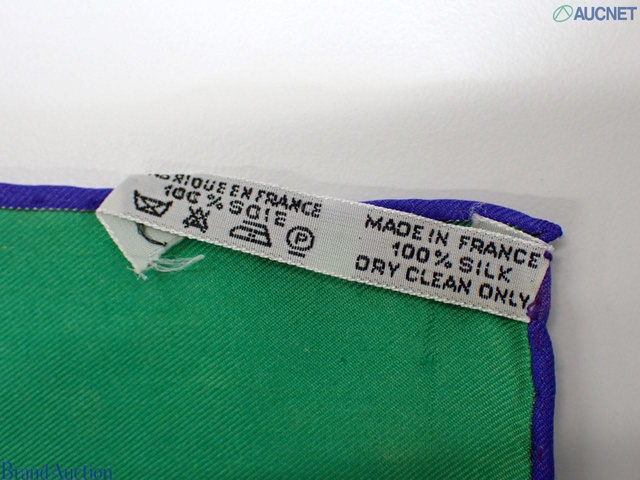 AUCNET
RIQUE EN FRANCE
100% SOIE
P
MADE IN FRANCE
100% SILK
DRY CLEAN ONLY
Brand Auction